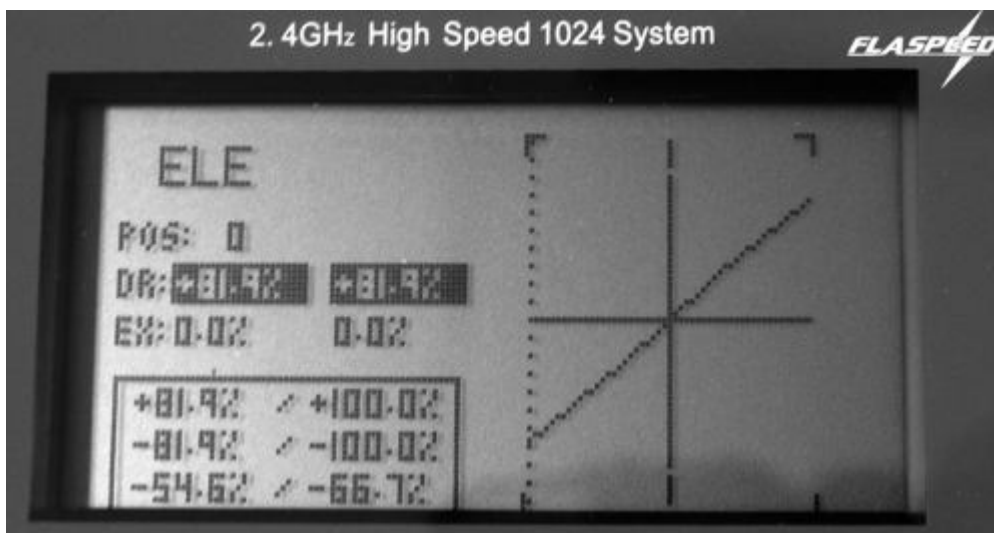 2.4GHz High Speed 1024 System
FLASPEED
ELE
POS: 0
DR:+81.9% +81.9%
EX:0.0% 0.0%
+81.9% / +100.0%
-81.9% / -100.0%
-54.6% / -66.7%